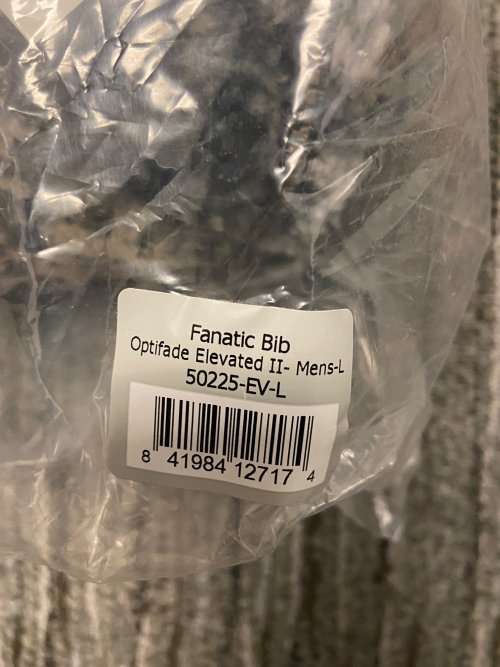 Fanatic Bib
Optifade Elevated II- Mens-L
50225-EV-L
8 41984 12717 4